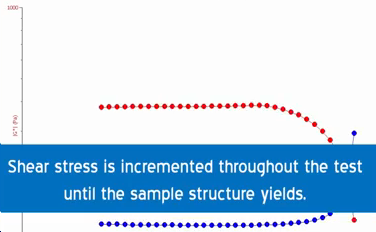 1000
|G*| (Pa)
Shear stress is incremented throughout the test
until the sample structure yields.